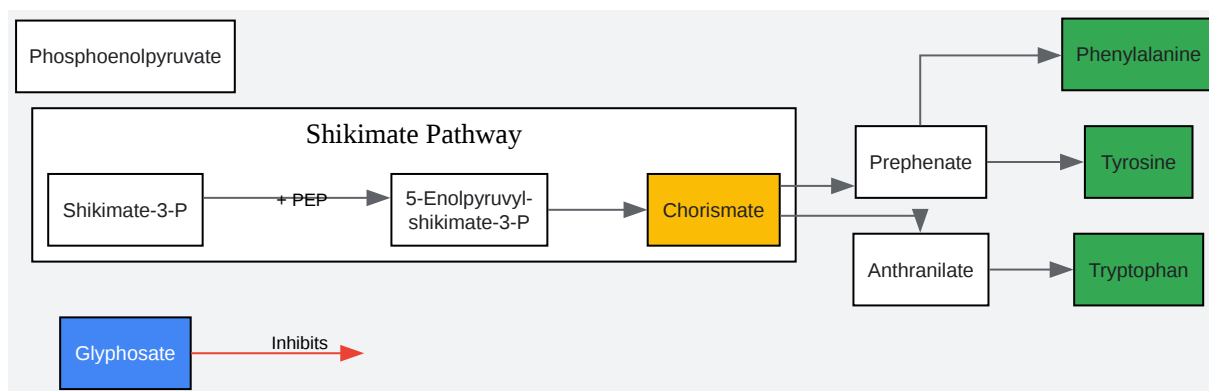 Phosphoenolpyruvate
Phenylalanine
Shikimate Pathway
Prephenate
Tyrosine
Shikimate-3-P
+ PEP
5-Enolpyruvyl-
shikimate-3-P
Chorismate
Anthranilate
Tryptophan
Glyphosate
Inhibits